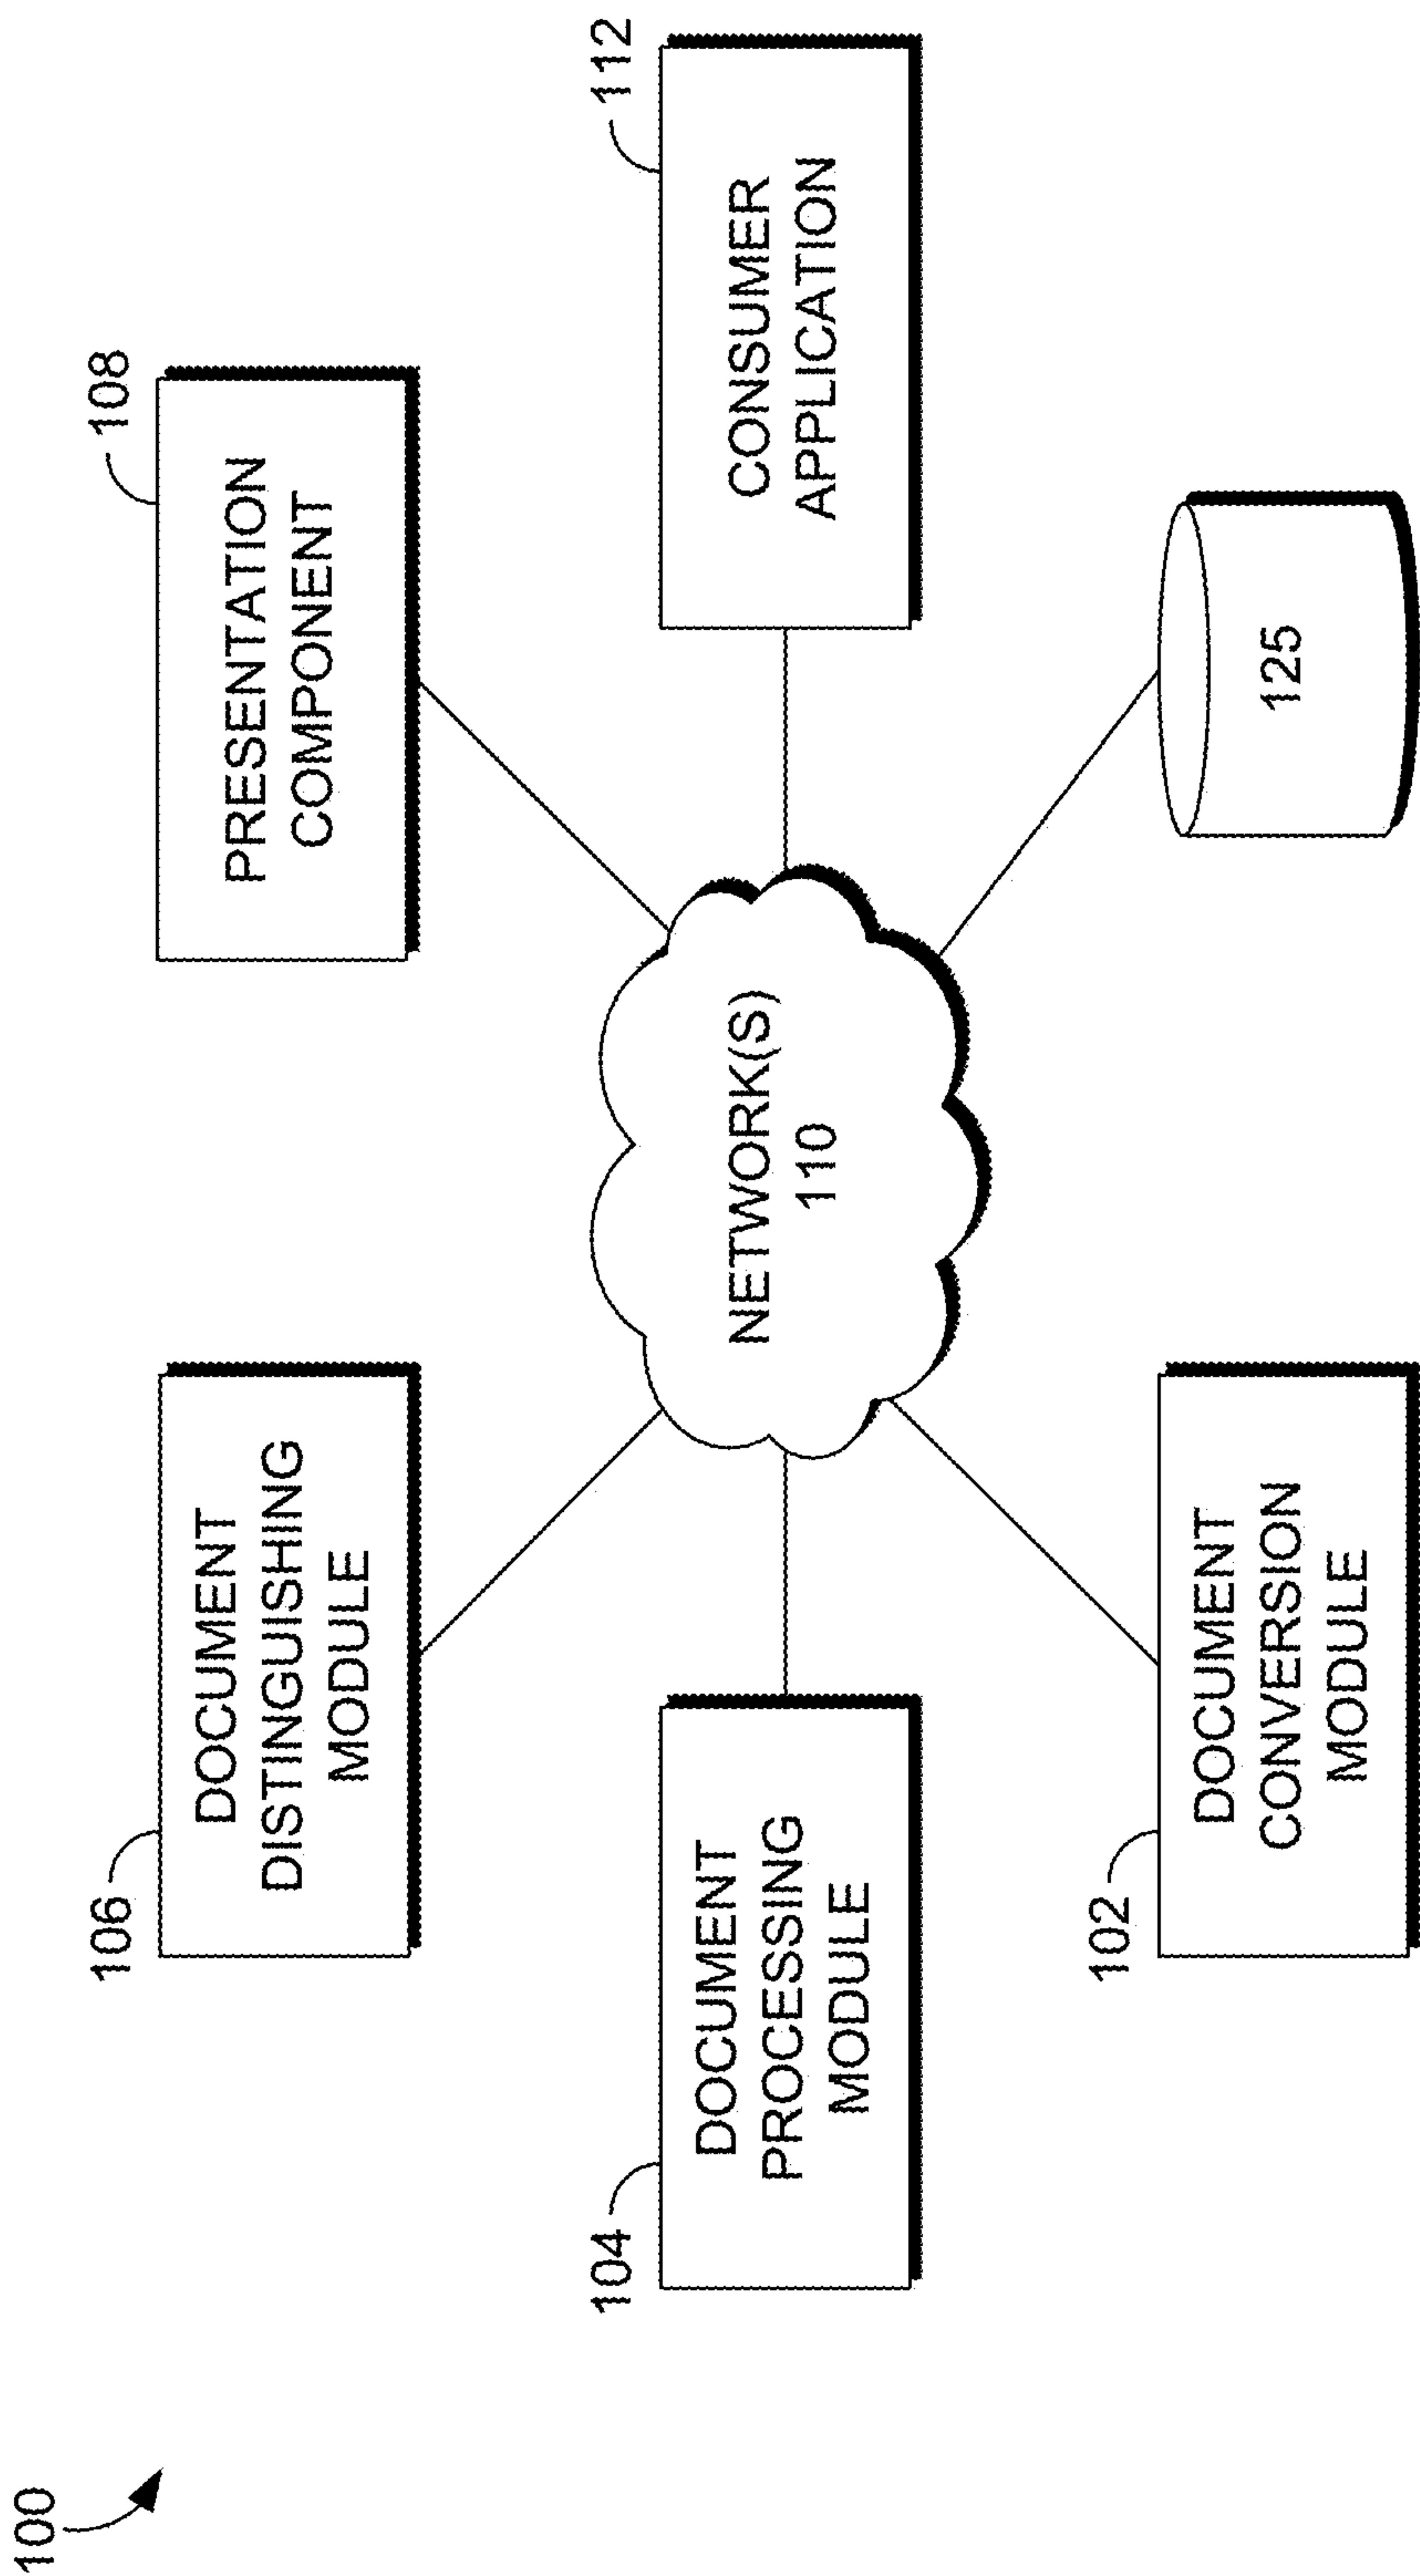 100
106
DOCUMENT
DISTINGUISHING
MODULE
108
PRESENTATION
COMPONENT
104
DOCUMENT
PROCESSING
MODULE
NETWORK(S)
110
112
CONSUMER
APPLICATION
102
DOCUMENT
CONVERSION
MODULE
125